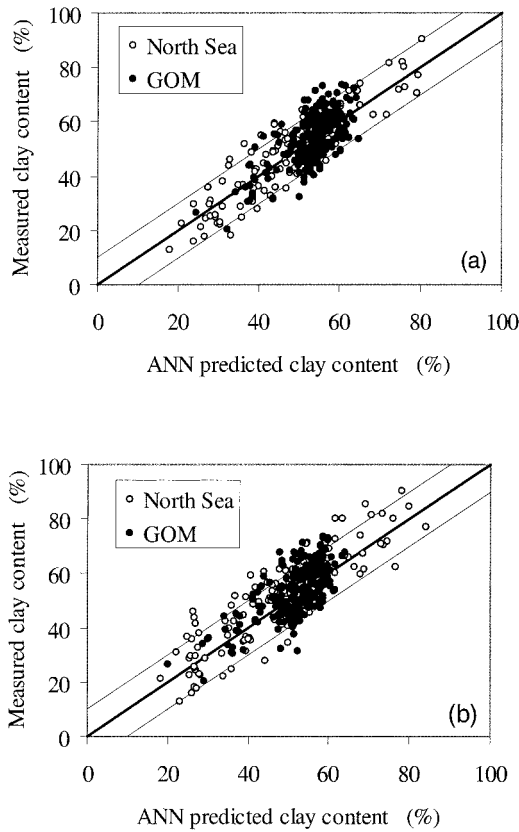 100
80
60
40
20
0
Measured clay content (%)
North Sea
GOM
(a)
0 20 40 60 80 100
ANN predicted clay content (%)
100
80
60
40
20
0
Measured clay content (%)
North Sea
GOM
(b)
0 20 40 60 80 100
ANN predicted clay content (%)